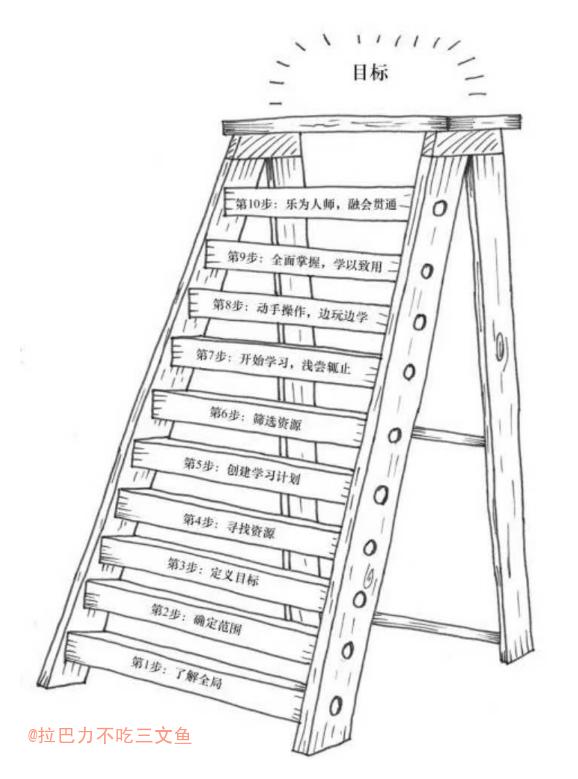 目标
第10步：乐为人师，融会贯通
第9步：全面掌握，学以致用
第8步：动手操作，边玩边学
第7步：开始学习，浅尝辄止
第6步：筛选资源
第5步：创建学习计划
第4步：寻找资源
第3步：定义目标
第2步：确定范围
第1步：了解全局
@拉巴力不吃三文鱼